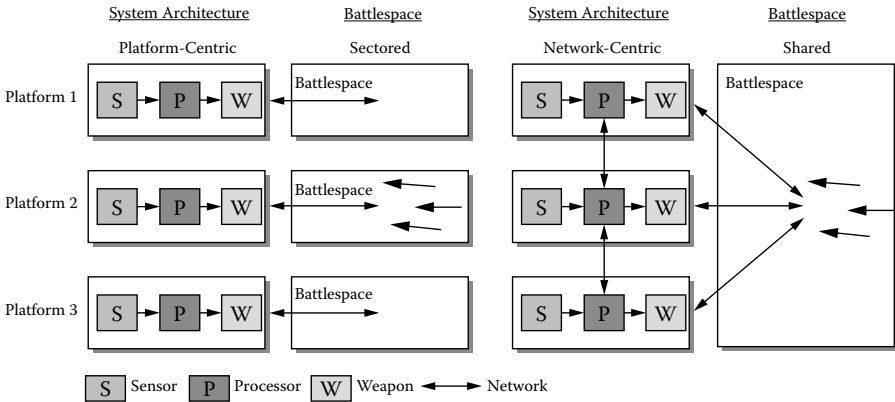 System Architecture Battlespace System Architecture Battlespace
Platform-Centric Sectored Network-Centric Shared
Platform 1 S P W Battlespace S P W Battlespace
Platform 2 S P W Battlespace S P W
Platform 3 S P W Battlespace S P W
S Sensor P Processor W Weapon Network